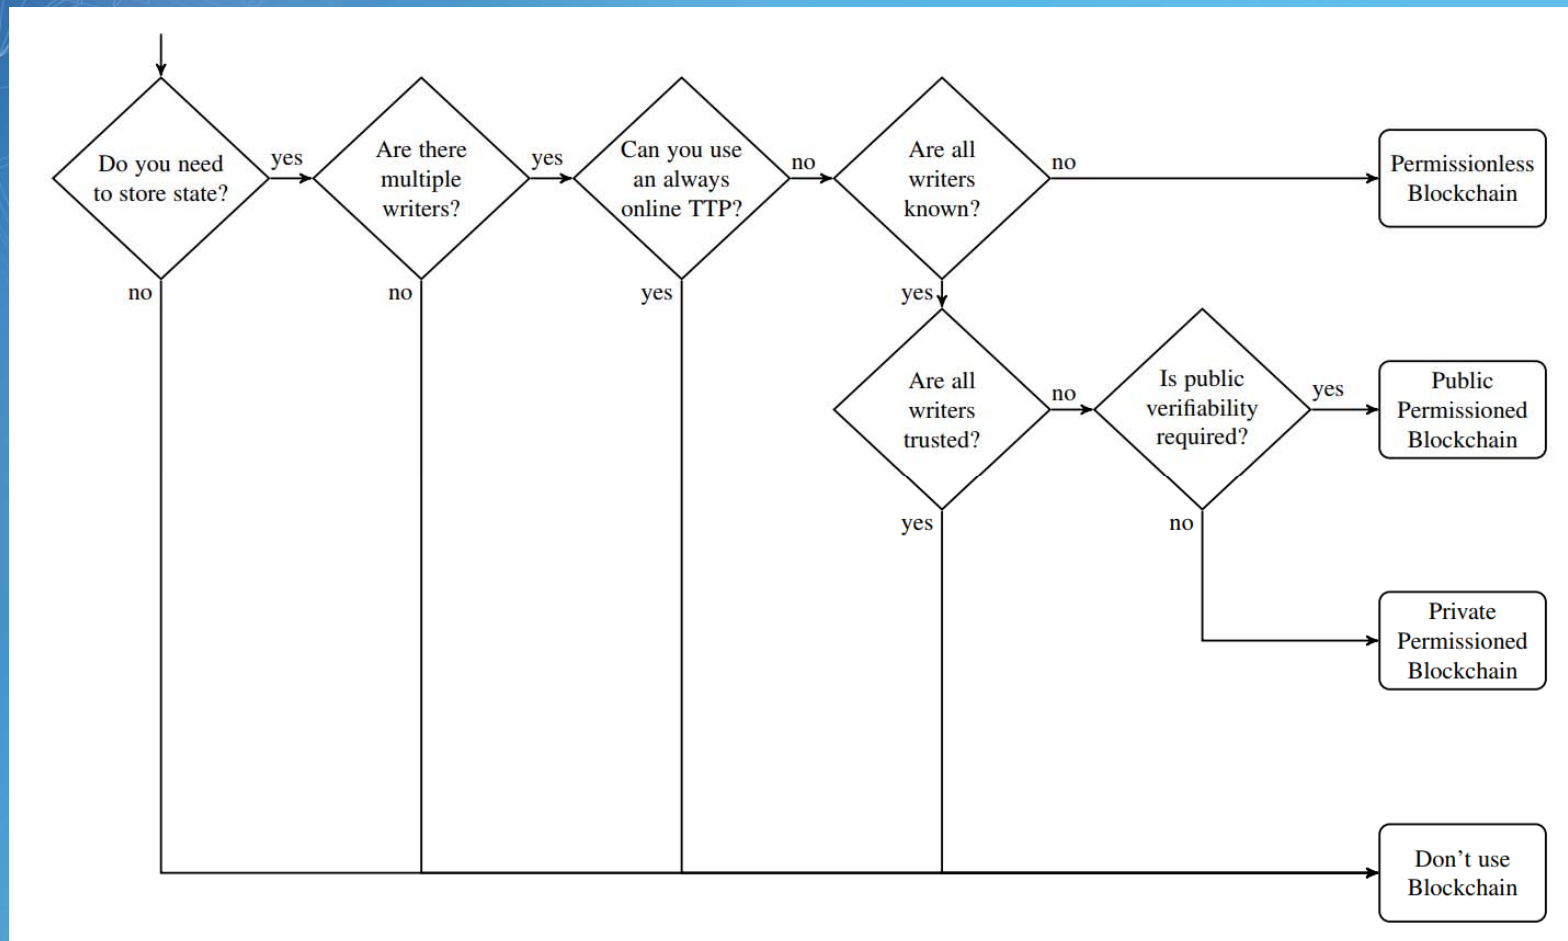 Do you need
to store state?
yes
no
Are there
multiple
writers?
yes
no
Can you use
an always
online TTP?
no
yes
Are all
writers
known?
no
yes
Permissionless
Blockchain
Are all
writers
trusted?
no
yes
Is public
verifiability
required?
yes
no
Public
Permissioned
Blockchain
Private
Permissioned
Blockchain
Don’t use
Blockchain